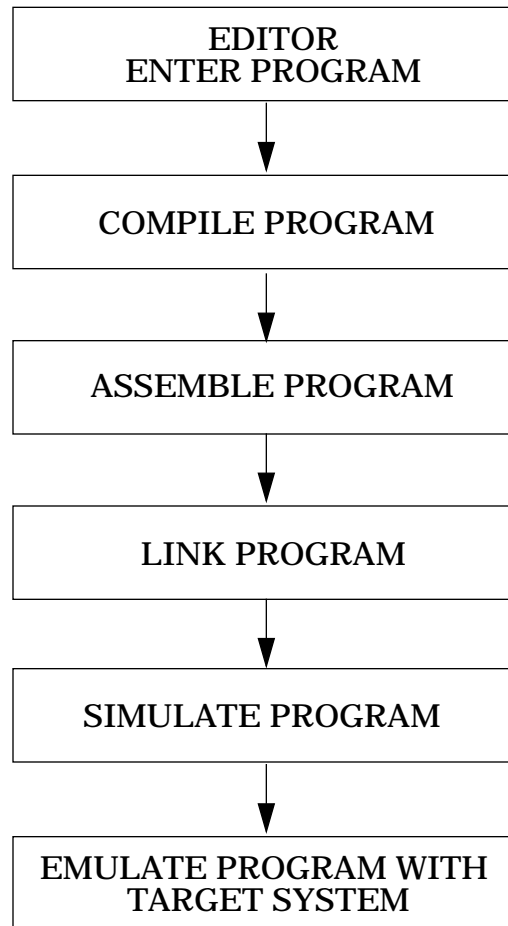 EDITOR
ENTER PROGRAM
COMPILE PROGRAM
ASSEMBLE PROGRAM
LINK PROGRAM
SIMULATE PROGRAM
EMULATE PROGRAM WITH
TARGET SYSTEM